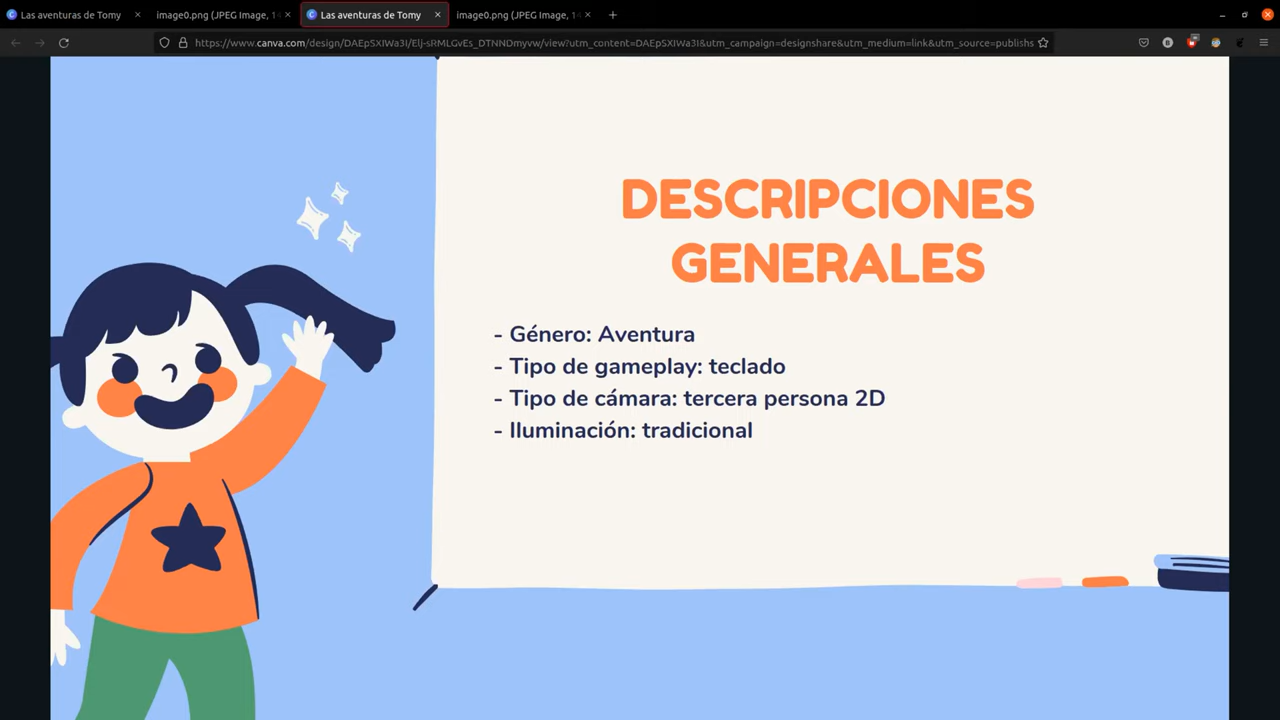 Las aventuras de Tomy
image0.png (JPEG Image, 1
Las aventuras de Tomy
image0.png (JPEG Image, 1
https://www.canva.com/design/DAEpSXIWa3I/Elj-sRMLGvEs_DTNNDmyvw/view?utm_content=DAEpSXIWa3I&utm_campaign=designshare&utm_medium=link&utm_source=publishs
DESCRIPCIONES
GENERALES
- Género: Aventura
- Tipo de gameplay: teclado
- Tipo de cámara: tercera persona 2D
- Iluminación: tradicional